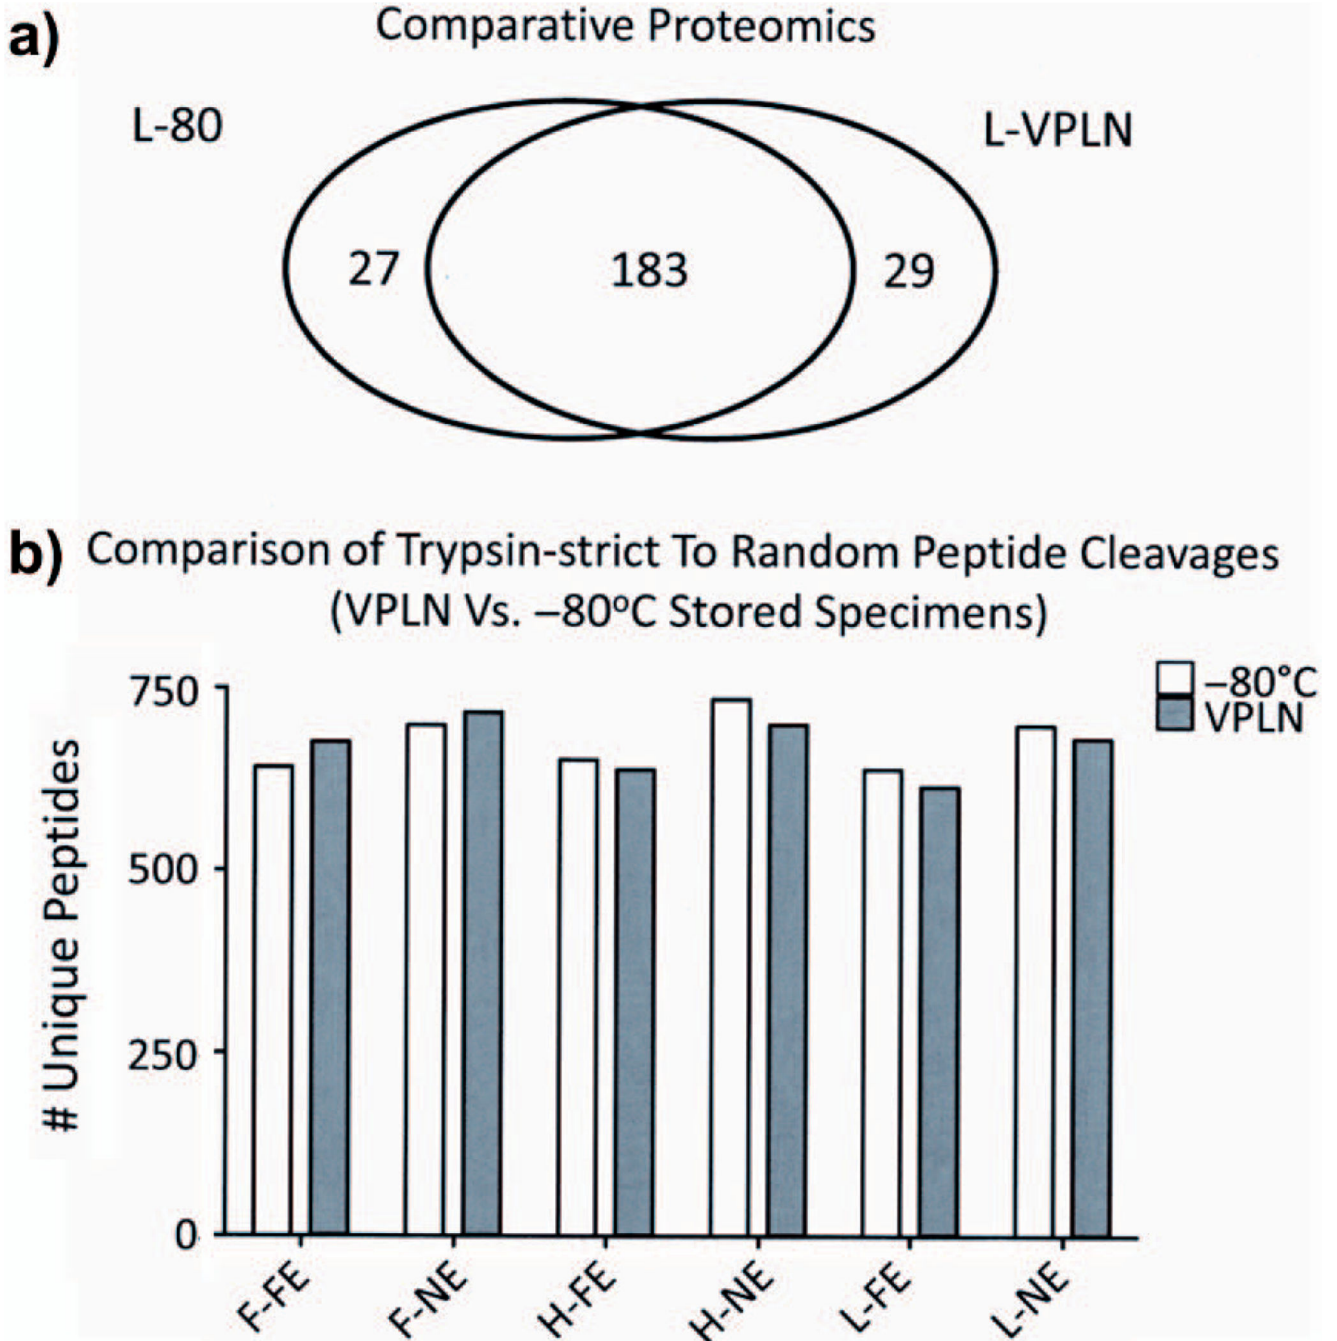 a)
Comparative Proteomics
L-80
L-VPLN
27
183
29
b) Comparison of Trypsin-strict To Random Peptide Cleavages
(VPLN Vs. –80°C Stored Specimens)
–80°C
VPLN
# Unique Peptides
750
500
250
0
F-FE
F-NE
H-FE
H-NE
L-FE
L-NE